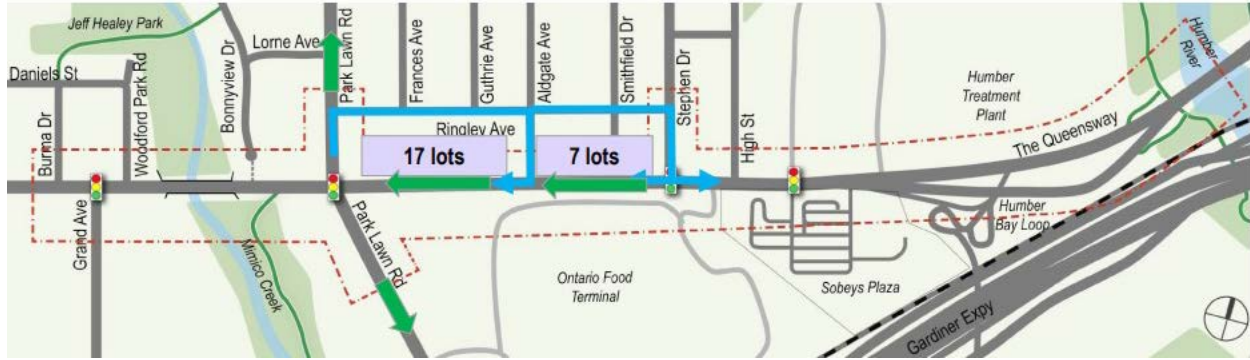 Jeff Healey Park
Daniels St
Burma Dr
Woodford Park Rd
Bonnyview Dr
Lorne Ave
Park Lawn Rd
Frances Ave
Guthrie Ave
Aldgate Ave
Smithfield Dr
Stephen Dr
High St
Ringley Ave
17 lots
7 lots
Humber
Treatment
Plant
Humber
River
The Queensway
Grand Ave
Mimico Creek
Park Lawn Rd
Ontario Food
Terminal
Sobeys Plaza
Humber
Bay Loop
Gardiner Expy